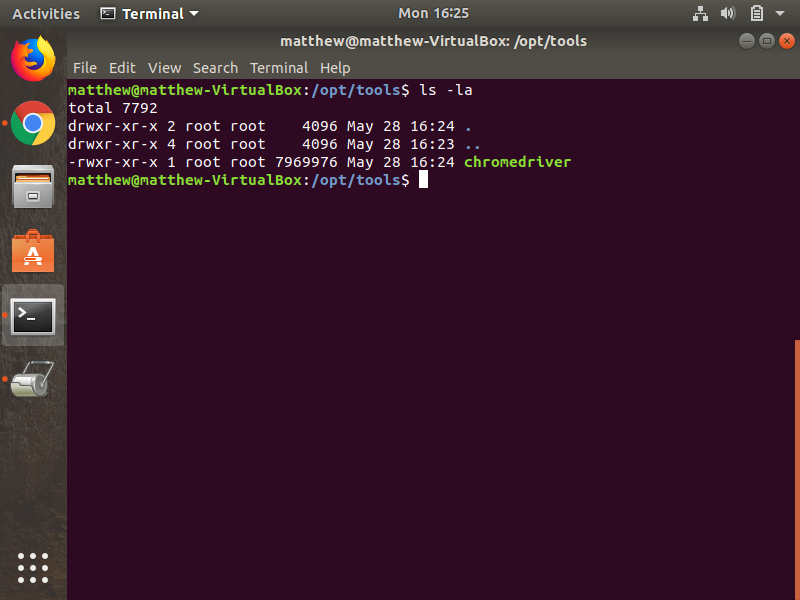 Activities Terminal Mon 16:25
matthew@matthew-VirtualBox: /opt/tools
File Edit View Search Terminal Help
matthew@matthew-VirtualBox:/opt/tools$ ls -la
total 7792
drwxr-xr-x 2 root root    4096 May 28 16:24 .
drwxr-xr-x 4 root root    4096 May 28 16:23 ..
-rwxr-xr-x 1 root root 7969976 May 28 16:24 chromedriver
matthew@matthew-VirtualBox:/opt/tools$